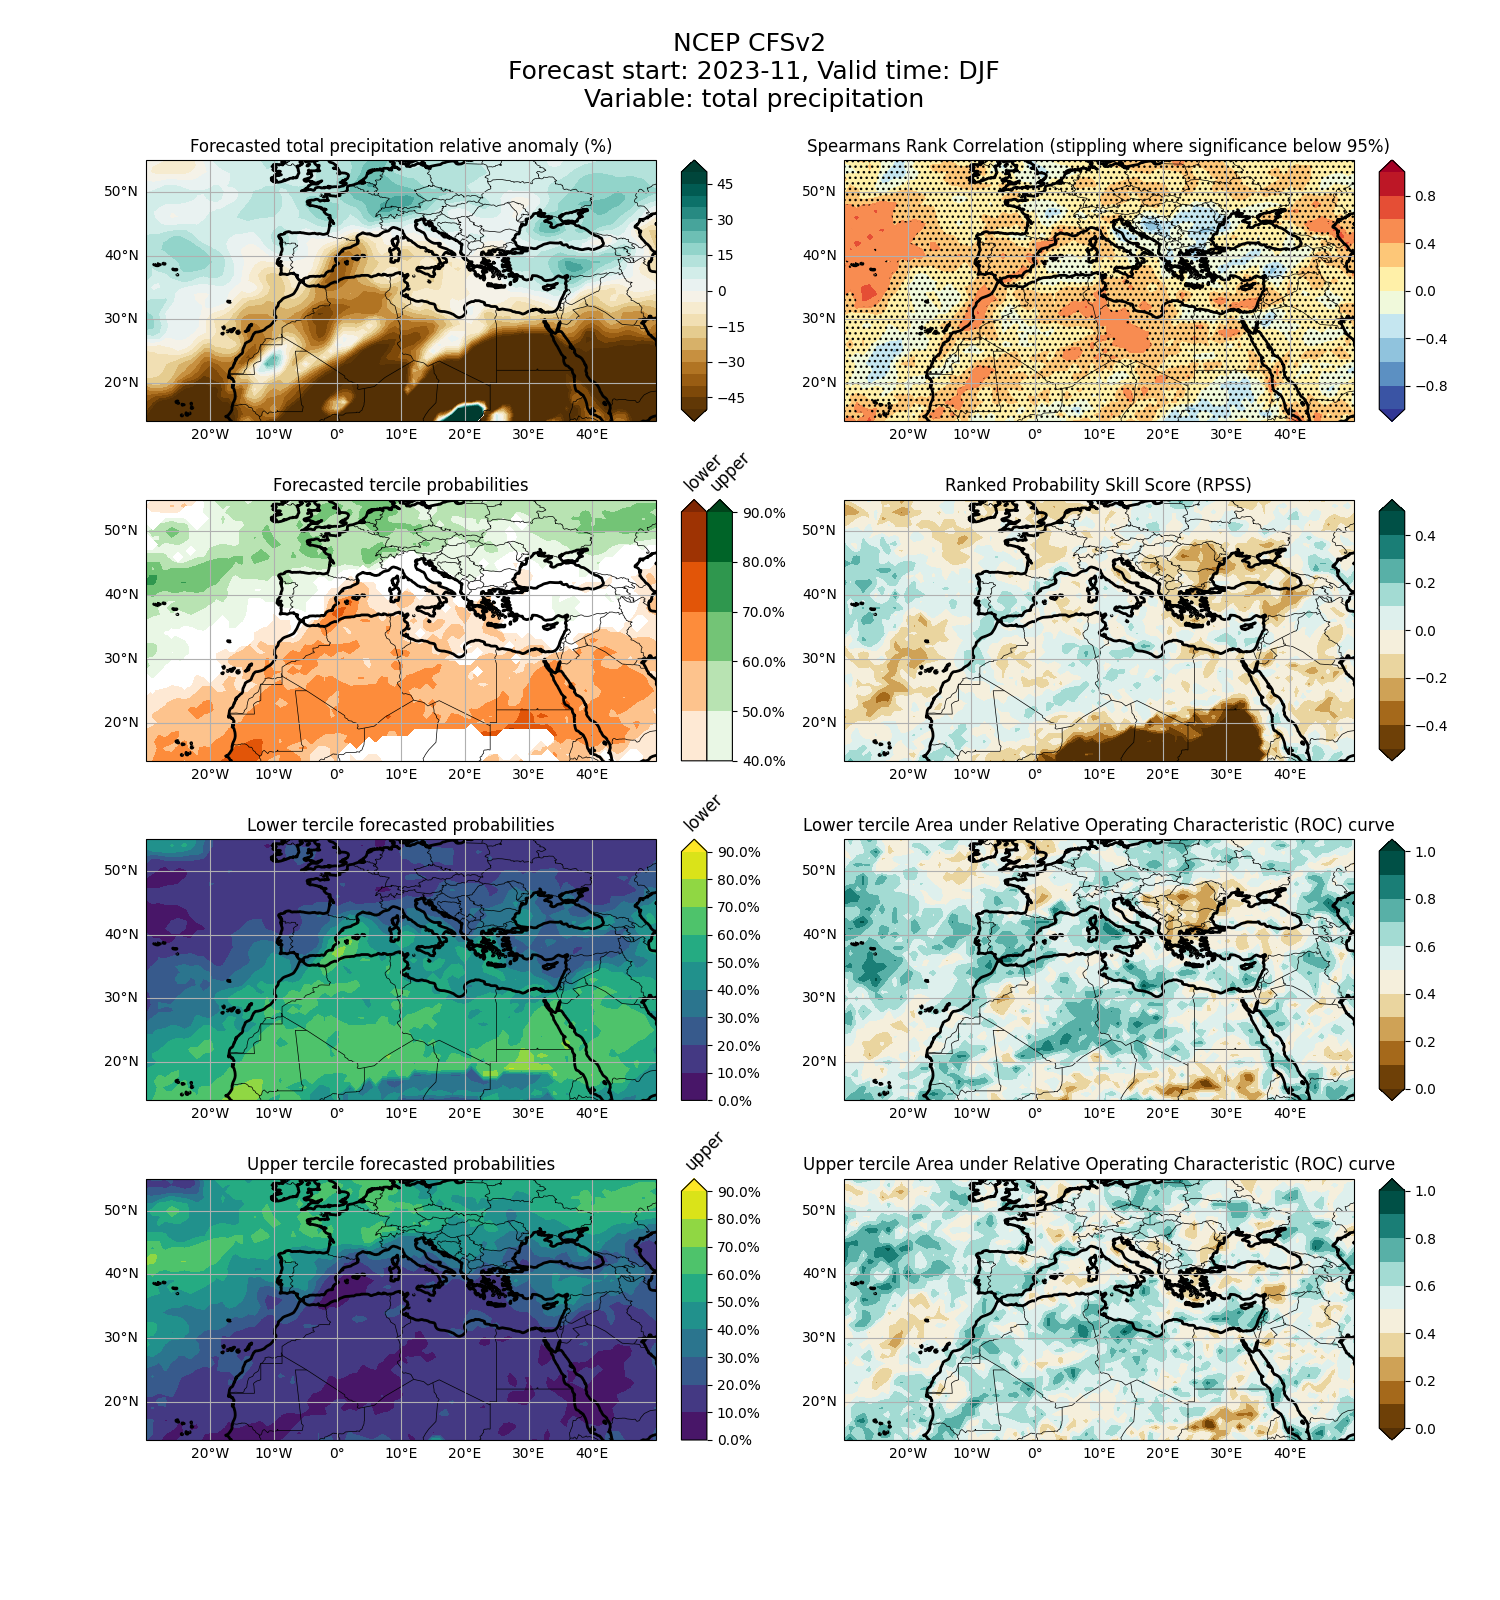 NCEP CFSv2
Forecast start: 2023-11, Valid time: DJF
Variable: total precipitation
Forecasted total precipitation relative anomaly (%)
50°N
40°N
30°N
20°N
20°W 10°W 0° 10°E 20°E 30°E 40°E
45
30
15
0
−15
−30
−45
Spearmans Rank Correlation (stippling where significance below 95%)
50°N
40°N
30°N
20°N
20°W 10°W 0° 10°E 20°E 30°E 40°E
0.8
0.4
0.0
−0.4
−0.8
Forecasted tercile probabilities
50°N
40°N
30°N
20°N
20°W 10°W 0° 10°E 20°E 30°E 40°E
lower
upper
90.0%
80.0%
70.0%
60.0%
50.0%
40.0%
Ranked Probability Skill Score (RPSS)
50°N
40°N
30°N
20°N
20°W 10°W 0° 10°E 20°E 30°E 40°E
0.4
0.2
0.0
−0.2
−0.4
Lower tercile forecasted probabilities
50°N
40°N
30°N
20°N
20°W 10°W 0° 10°E 20°E 30°E 40°E
lower
90.0%
80.0%
70.0%
60.0%
50.0%
40.0%
30.0%
20.0%
10.0%
0.0%
Lower tercile Area under Relative Operating Characteristic (ROC) curve
50°N
40°N
30°N
20°N
20°W 10°W 0° 10°E 20°E 30°E 40°E
1.0
0.8
0.6
0.4
0.2
0.0
Upper tercile forecasted probabilities
50°N
40°N
30°N
20°N
20°W 10°W 0° 10°E 20°E 30°E 40°E
upper
90.0%
80.0%
70.0%
60.0%
50.0%
40.0%
30.0%
20.0%
10.0%
0.0%
Upper tercile Area under Relative Operating Characteristic (ROC) curve
50°N
40°N
30°N
20°N
20°W 10°W 0° 10°E 20°E 30°E 40°E
1.0
0.8
0.6
0.4
0.2
0.0